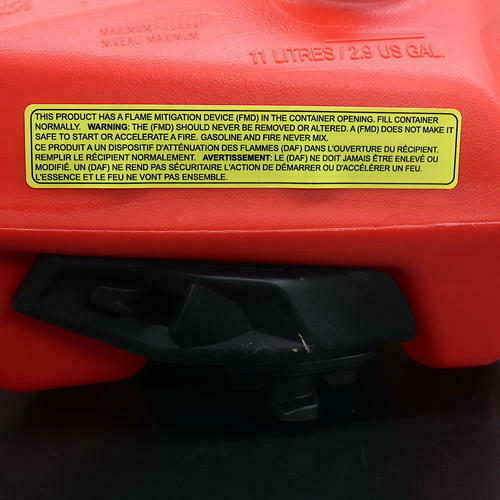 MAXIMUM FILL LEVEL
NIVEAU MAXIMUM
11 LITRES / 2.9 US GAL.
THIS PRODUCT HAS A FLAME MITIGATION DEVICE (FMD) IN THE CONTAINER OPENING. FILL CONTAINER
NORMALLY. WARNING: THE (FMD) SHOULD NEVER BE REMOVED OR ALTERED. A (FMD) DOES NOT MAKE IT
SAFE TO START OR ACCELERATE A FIRE. GASOLINE AND FIRE NEVER MIX.
CE PRODUIT A UN DISPOSITIF D'ATTÉNUATION DES FLAMMES (DAF) DANS L'OUVERTURE DU RÉCIPIENT.
REMPLIR LE RÉCIPIENT NORMALEMENT. AVERTISSEMENT: LE (DAF) NE DOIT JAMAIS ÊTRE ENLEVÉ OU
MODIFIÉ. UN (DAF) NE REND PAS SÉCURITAIRE L'ACTION DE DÉMARRER OU D'ACCÉLÉRER UN FEU.
L'ESSENCE ET LE FEU NE VONT PAS ENSEMBLE.